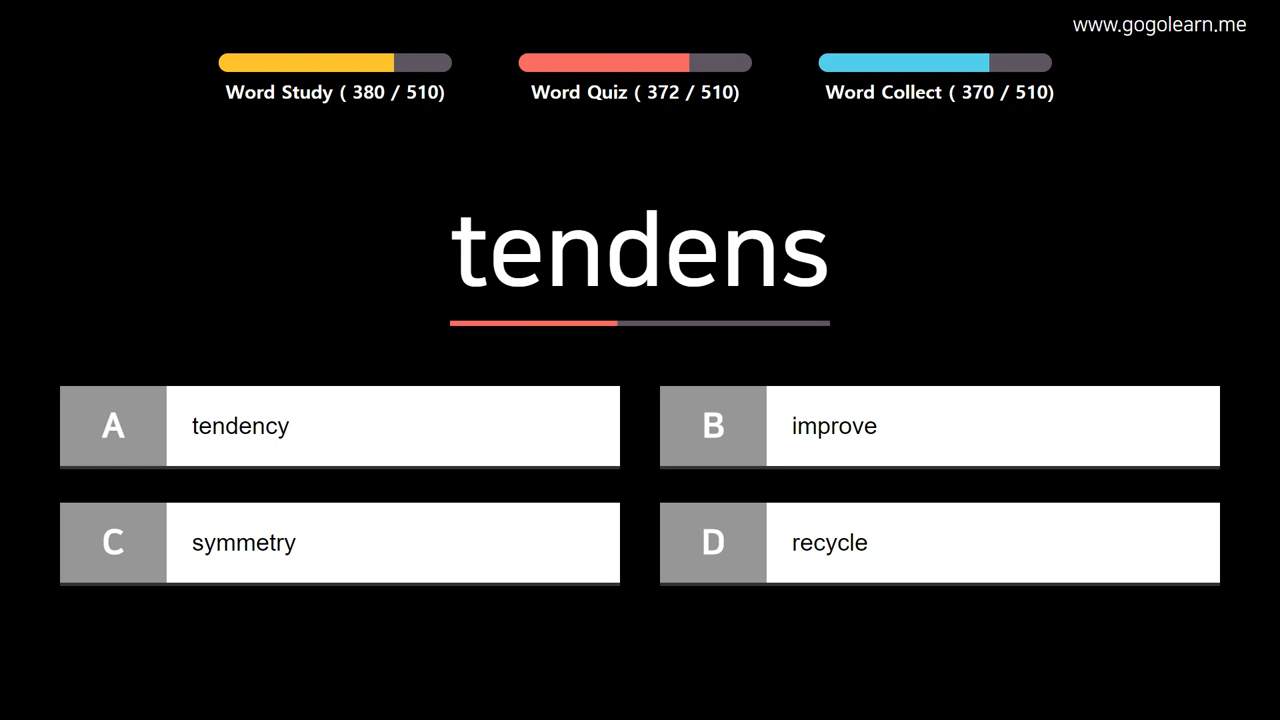 www.gogolearn.me
Word Study ( 380 / 510)
Word Quiz ( 372 / 510)
Word Collect ( 370 / 510)
tendens
A tendency
B improve
C symmetry
D recycle